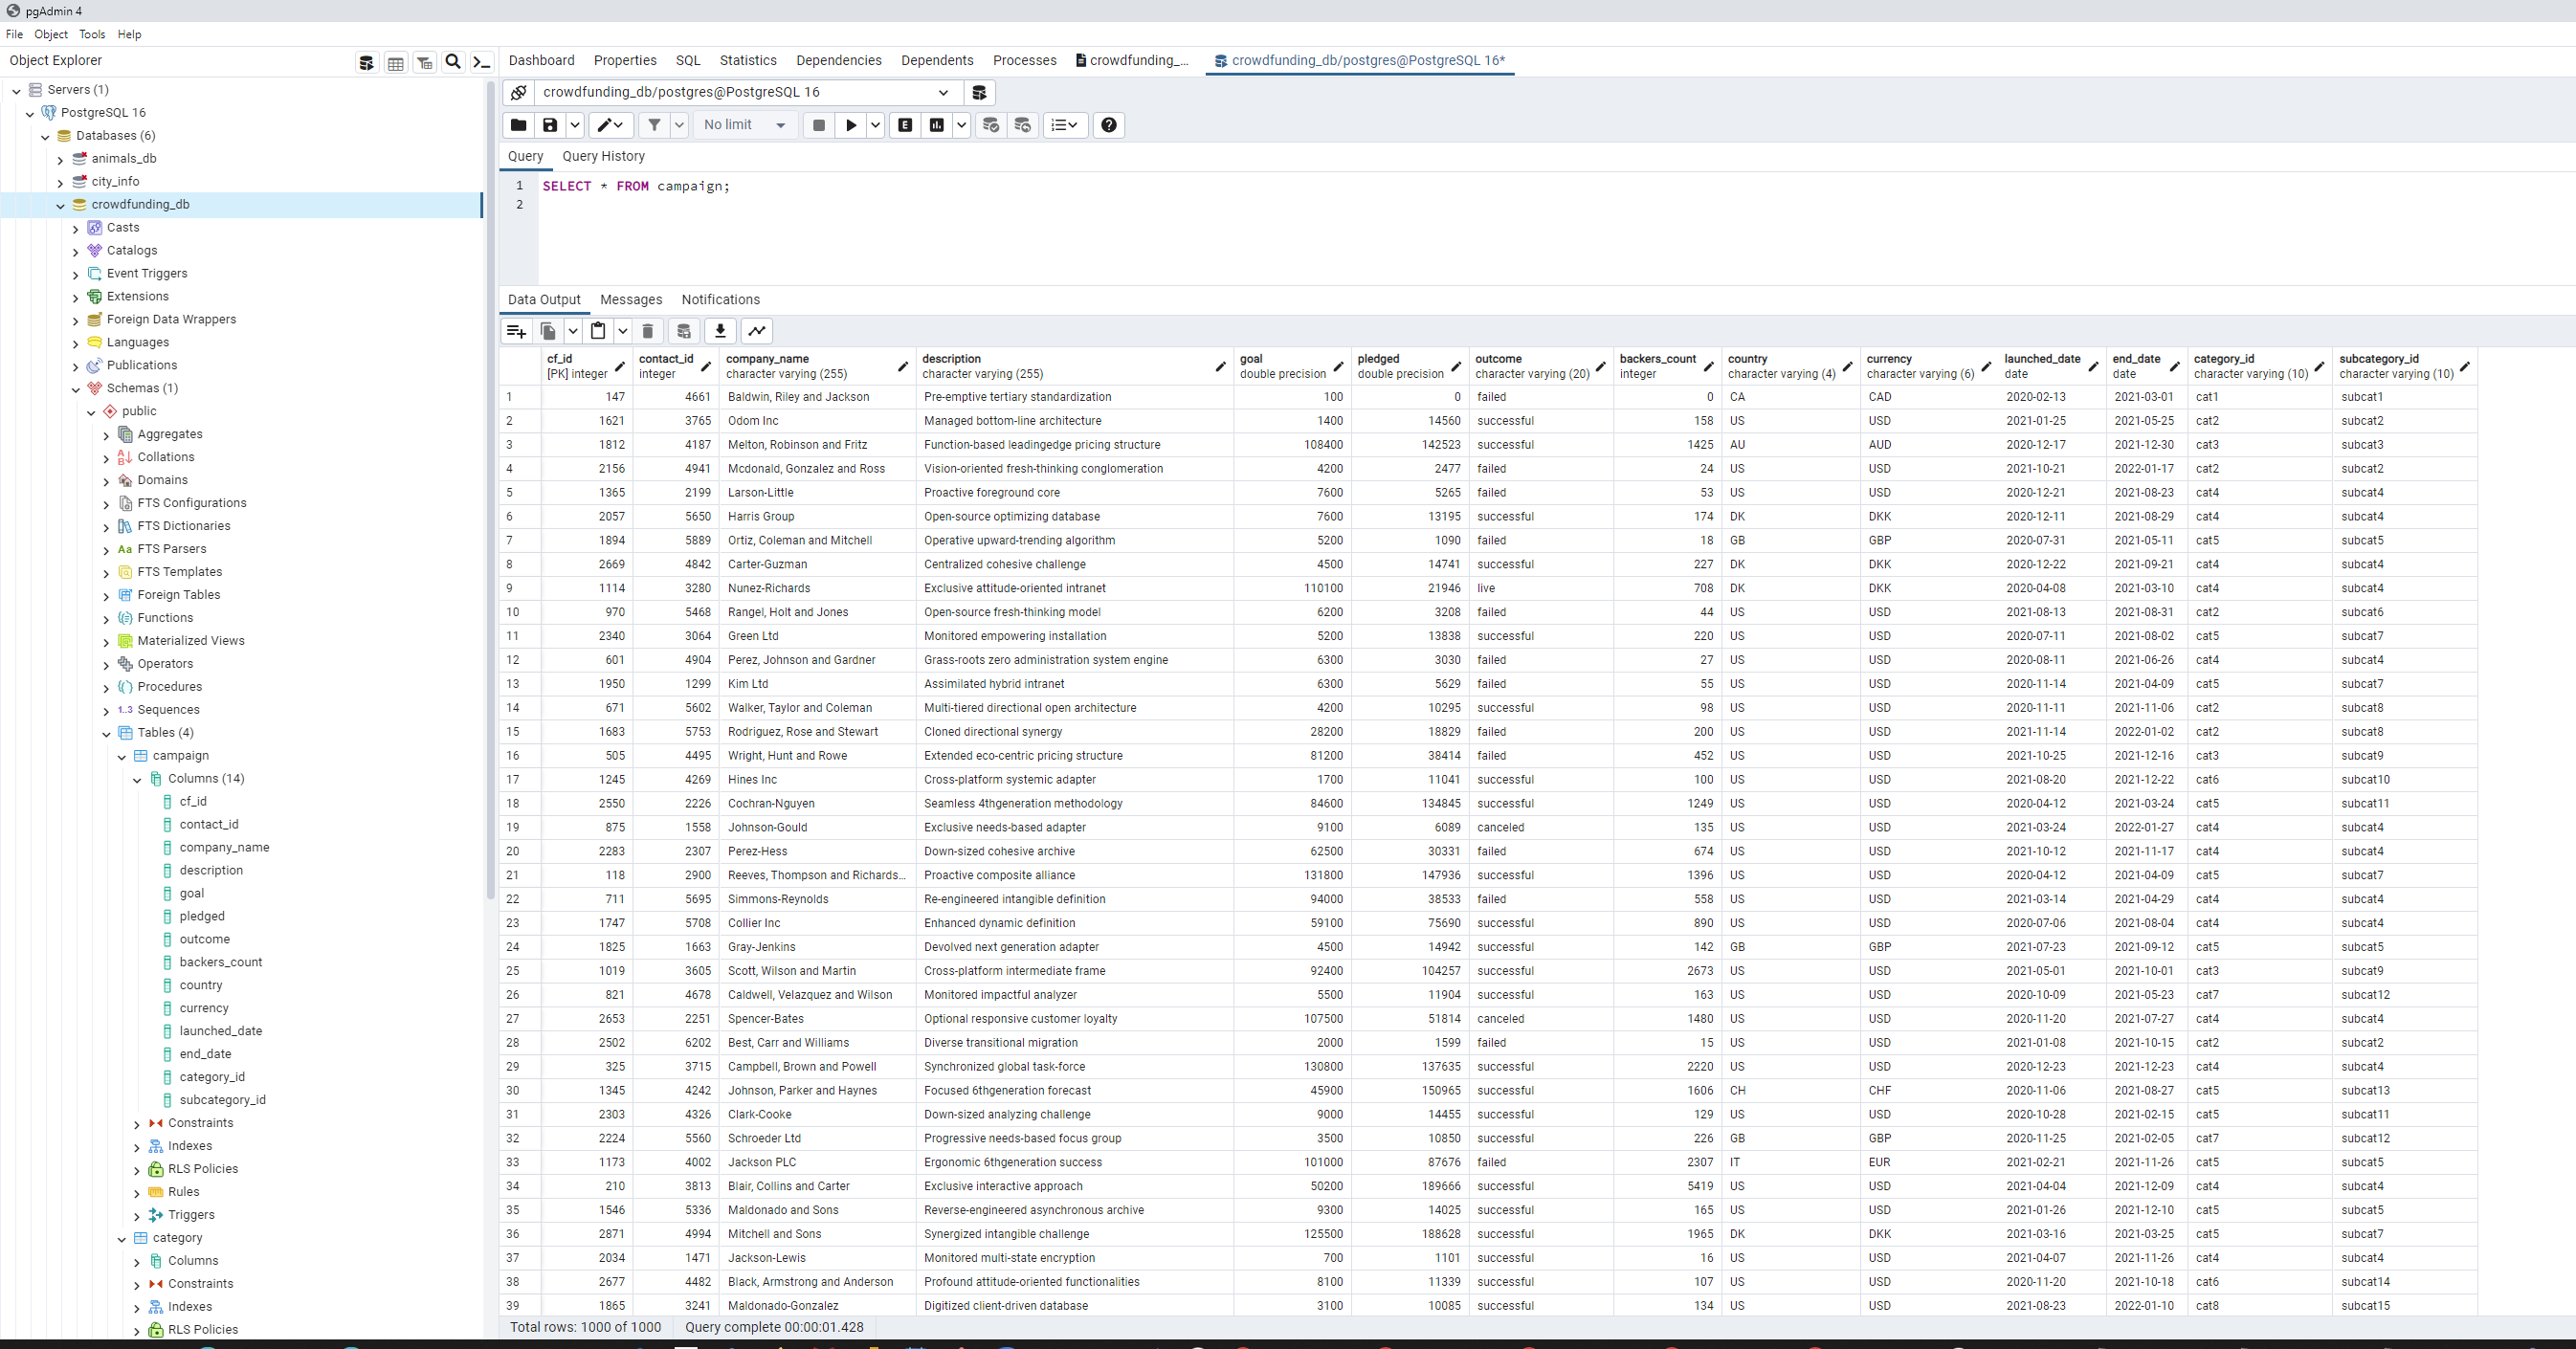 pgAdmin 4
File Object Tools Help
Object Explorer
Dashboard Properties SQL Statistics Dependencies Dependents Processes crowdfunding_... crowdfunding_db/postgres@PostgreSQL 16*
crowdfunding_db/postgres@PostgreSQL 16
No limit
Query Query History
1 SELECT * FROM campaign;
2
Servers (1)
PostgreSQL 16
Databases (6)
animals_db
city_info
crowdfunding_db
Casts
Catalogs
Event Triggers
Extensions
Foreign Data Wrappers
Languages
Publications
Schemas (1)
public
Aggregates
Collations
Domains
FTS Configurations
FTS Dictionaries
Aa FTS Parsers
FTS Templates
Foreign Tables
Functions
Materialized Views
Operators
Procedures
1..3 Sequences
Tables (4)
campaign
Columns (14)
cf_id
contact_id
company_name
description
goal
pledged
outcome
backers_count
country
currency
launched_date
end_date
category_id
subcategory_id
Constraints
Indexes
RLS Policies
Rules
Triggers
category
Columns
Constraints
Indexes
RLS Policies
Data Output Messages Notifications
cf_id contact_id company_name description goal pledged outcome backers_count country currency launched_date end_date category_id subcategory_id
[PK] integer integer character varying (255) character varying (255) double precision double precision character varying (20) integer character varying (4) character varying (6) date date character varying (10) character varying (10)
1 147 4661 Baldwin, Riley and Jackson Pre-emptive tertiary standardization 100 0 failed 0 CA CAD 2020-02-13 2021-03-01 cat1 subcat1
2 1621 3765 Odom Inc Managed bottom-line architecture 1400 14560 successful 158 US USD 2021-01-25 2021-05-25 cat2 subcat2
3 1812 4187 Melton, Robinson and Fritz Function-based leadingedge pricing structure 108400 142523 successful 1425 AU AUD 2020-12-17 2021-12-30 cat3 subcat3
4 2156 4941 Mcdonald, Gonzalez and Ross Vision-oriented fresh-thinking conglomeration 4200 2477 failed 24 US USD 2021-10-21 2022-01-17 cat2 subcat2
5 1365 2199 Larson-Little Proactive foreground core 7600 5265 failed 53 US USD 2020-12-21 2021-08-23 cat4 subcat4
6 2057 5650 Harris Group Open-source optimizing database 7600 13195 successful 174 DK DKK 2020-12-11 2021-08-29 cat4 subcat4
7 1894 5889 Ortiz, Coleman and Mitchell Operative upward-trending algorithm 5200 1090 failed 18 GB GBP 2020-07-31 2021-05-11 cat5 subcat5
8 2669 4842 Carter-Guzman Centralized cohesive challenge 4500 14741 successful 227 DK DKK 2020-12-22 2021-09-21 cat4 subcat4
9 1114 3280 Nunez-Richards Exclusive attitude-oriented intranet 110100 21946 live 708 DK DKK 2020-04-08 2021-03-10 cat4 subcat4
10 970 5468 Rangel, Holt and Jones Open-source fresh-thinking model 6200 3208 failed 44 US USD 2021-08-13 2021-08-31 cat2 subcat6
11 2340 3064 Green Ltd Monitored empowering installation 5200 13838 successful 220 US USD 2020-07-11 2021-08-02 cat5 subcat7
12 601 4904 Perez, Johnson and Gardner Grass-roots zero administration system engine 6300 3030 failed 27 US USD 2020-08-11 2021-06-26 cat4 subcat4
13 1950 1299 Kim Ltd Assimilated hybrid intranet 6300 5629 failed 55 US USD 2020-11-14 2021-04-09 cat5 subcat7
14 671 5602 Walker, Taylor and Coleman Multi-tiered directional open architecture 4200 10295 successful 98 US USD 2020-11-11 2021-11-06 cat2 subcat8
15 1683 5753 Rodriguez, Rose and Stewart Cloned directional synergy 28200 18829 failed 200 US USD 2021-11-14 2022-01-02 cat2 subcat8
16 505 4495 Wright, Hunt and Rowe Extended eco-centric pricing structure 81200 38414 failed 452 US USD 2021-10-25 2021-12-16 cat3 subcat9
17 1245 4269 Hines Inc Cross-platform systemic adapter 1700 11041 successful 100 US USD 2021-08-20 2021-12-22 cat6 subcat10
18 2550 2226 Cochran-Nguyen Seamless 4thgeneration methodology 84600 134845 successful 1249 US USD 2020-04-12 2021-03-24 cat5 subcat11
19 875 1558 Johnson-Gould Exclusive needs-based adapter 9100 6089 canceled 135 US USD 2021-03-24 2022-01-27 cat4 subcat4
20 2283 2307 Perez-Hess Down-sized cohesive archive 62500 30331 failed 674 US USD 2021-10-12 2021-11-17 cat4 subcat4
21 118 2900 Reeves, Thompson and Richards... Proactive composite alliance 131800 147936 successful 1396 US USD 2020-04-12 2021-04-09 cat5 subcat7
22 711 5695 Simmons-Reynolds Re-engineered intangible definition 94000 38533 failed 558 US USD 2021-03-14 2021-04-29 cat4 subcat4
23 1747 5708 Collier Inc Enhanced dynamic definition 59100 75690 successful 890 US USD 2020-07-06 2021-08-04 cat4 subcat4
24 1825 1663 Gray-Jenkins Devolved next generation adapter 4500 14942 successful 142 GB GBP 2021-07-23 2021-09-12 cat5 subcat5
25 1019 3605 Scott, Wilson and Martin Cross-platform intermediate frame 92400 104257 successful 2673 US USD 2021-05-01 2021-10-01 cat3 subcat9
26 821 4678 Caldwell, Velazquez and Wilson Monitored impactful analyzer 5500 11904 successful 163 US USD 2020-10-09 2021-05-23 cat7 subcat12
27 2653 2251 Spencer-Bates Optional responsive customer loyalty 107500 51814 canceled 1480 US USD 2020-11-20 2021-07-27 cat4 subcat4
28 2502 6202 Best, Carr and Williams Diverse transitional migration 2000 1599 failed 15 US USD 2021-01-08 2021-10-15 cat2 subcat2
29 325 3715 Campbell, Brown and Powell Synchronized global task-force 130800 137635 successful 2220 US USD 2020-12-23 2021-12-23 cat4 subcat4
30 1345 4242 Johnson, Parker and Haynes Focused 6thgeneration forecast 45900 150965 successful 1606 CH CHF 2020-11-06 2021-08-27 cat5 subcat13
31 2303 4326 Clark-Cooke Down-sized analyzing challenge 9000 14455 successful 129 US USD 2020-10-28 2021-02-15 cat5 subcat11
32 2224 5560 Schroeder Ltd Progressive needs-based focus group 3500 10850 successful 226 GB GBP 2020-11-25 2021-02-05 cat7 subcat12
33 1173 4002 Jackson PLC Ergonomic 6thgeneration success 101000 87676 failed 2307 IT EUR 2021-02-21 2021-11-26 cat5 subcat5
34 210 3813 Blair, Collins and Carter Exclusive interactive approach 50200 189666 successful 5419 US USD 2021-04-04 2021-12-09 cat4 subcat4
35 1546 5336 Maldonado and Sons Reverse-engineered asynchronous archive 9300 14025 successful 165 US USD 2021-01-26 2021-12-10 cat5 subcat5
36 2871 4994 Mitchell and Sons Synergized intangible challenge 125500 188628 successful 1965 DK DKK 2021-03-16 2021-03-25 cat5 subcat7
37 2034 1471 Jackson-Lewis Monitored multi-state encryption 700 1101 successful 16 US USD 2021-04-07 2021-11-26 cat4 subcat4
38 2677 4482 Black, Armstrong and Anderson Profound attitude-oriented functionalities 8100 11339 successful 107 US USD 2020-11-20 2021-10-18 cat6 subcat14
39 1865 3241 Maldonado-Gonzalez Digitized client-driven database 3100 10085 successful 134 US USD 2021-08-23 2022-01-10 cat8 subcat15
Total rows: 1000 of 1000 Query complete 00:00:01.428